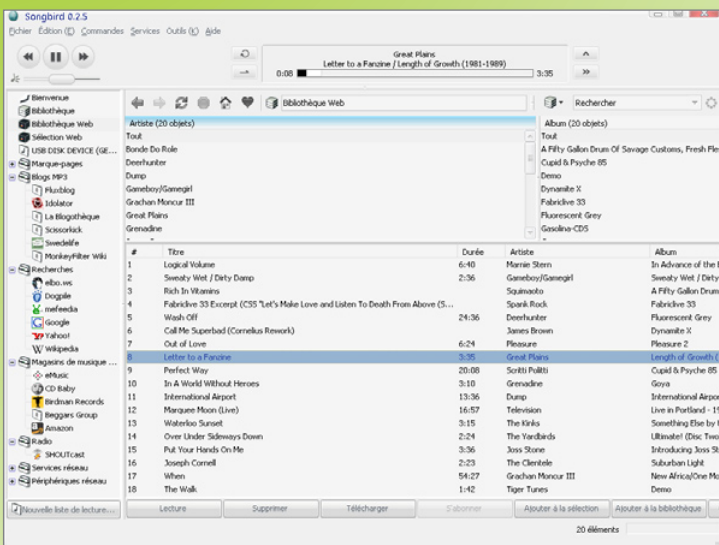 Songbird 0.2.5
Fichier Édition (E) Commandes Services Outils (K) Aide
Great Plains
Letter to a Fanzine / Length of Growth (1981-1989)
0:08 3:35
Bienvenue
Bibliothèque
Bibliothèque Web
Sélection Web
USB DISK DEVICE (GE...
Marque-pages
Blogs MP3
Fluxblog
Idolator
La Blogothèque
Scissorkick
Swedelife
MonkeyFilter Wiki
Recherches
elbo.ws
Dogpile
mefeedia
Google
Yahoo!
Wikipedia
Magasins de musique ...
eMusic
CD Baby
Birdman Records
Beggars Group
Amazon
Radio
SHOUTcast
Services réseau
Périphériques réseau
Nouvelle liste de lecture...
Bibliothèque Web Rechercher
Artiste (20 objets)
Tout
Bonde Do Role
Deerhunter
Dump
Gameboy/Gamegirl
Grachan Moncur III
Great Plains
Grenadine
Album (20 objets)
Tout
A Fifty Gallon Drum Of Savage Customs, Fresh Fle
Cupid & Psyche 85
Demo
Dynamite X
Fabriclive 33
Fluorescent Grey
Gasolina-CDS
# Titre Durée Artiste Album
1 Logical Volume 6:40 Marnie Stern In Advance of the
2 Sweaty Wet / Dirty Damp 2:36 Gameboy/Gamegirl Sweaty Wet / Dirty
3 Rich In Vitamins Squimaoto A Fifty Gallon Drum
4 Fabriclive 33 Excerpt (CSS "Let's Make Love and Listen To Death From Above (S... Spank Rock Fabriclive 33
5 Wash Off 24:36 Deerhunter Fluorescent Grey
6 Call Me Superbad (Cornelius Rework) James Brown Dynamite X
7 Out of Love 6:24 Pleasure Pleasure 2
8 Letter to a Fanzine 3:35 Great Plains Length of Growth (
9 Perfect Way 20:08 Scritti Politti Cupid & Psyche 85
10 In A World Without Heroes 3:10 Grenadine Goya
11 International Airport 13:36 Dump International Airpor
12 Marquee Moon (Live) 16:57 Television Live in Portland - 19
13 Waterloo Sunset 3:15 The Kinks Something Else by t
14 Over Under Sideways Down 2:24 The Yardbirds Ultimate! (Disc Two
15 Put Your Hands On Me 3:36 Joss Stone Introducing Joss St
16 Joseph Cornell 2:23 The Clientele Suburban Light
17 When 54:27 Grachan Moncur III New Africa/One Mo
18 The Walk 1:42 Tiger Tunes Demo
Lecture Supprimer Télécharger S'abonner Ajouter à la sélection Ajouter à la bibliothèque
20 éléments